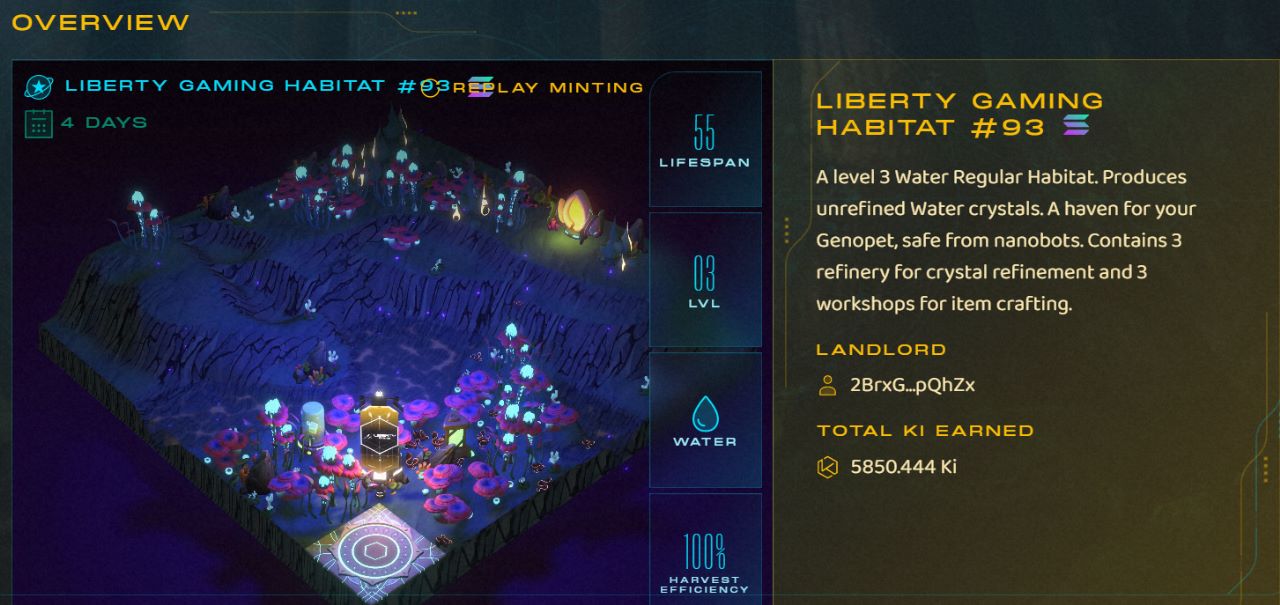 OVERVIEW
LIBERTY GAMING HABITAT #93
REPLAY MINTING
4 DAYS
55
LIFESPAN
03
LVL
WATER
100%
HARVEST
EFFICIENCY
LIBERTY GAMING
HABITAT #93
A level 3 Water Regular Habitat. Produces
unrefined Water crystals. A haven for your
Genopet, safe from nanobots. Contains 3
refinery for crystal refinement and 3
workshops for item crafting.
LANDLORD
2BrxG...pQhZx
TOTAL KI EARNED
5850.444 Ki